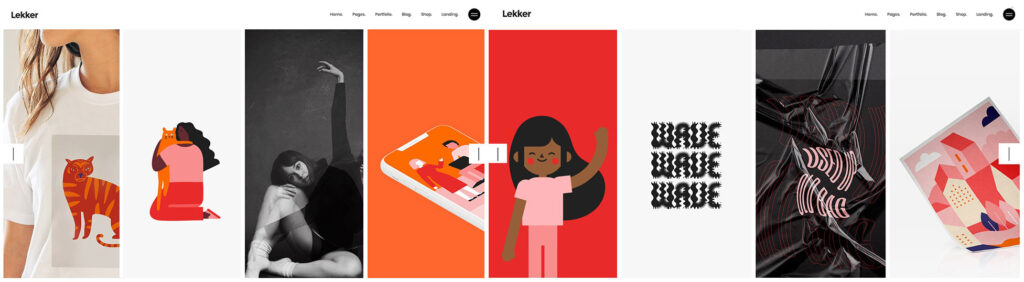 Lekker
Home. Pages. Portfolio. Blog. Shop. Landing.
Lekker
Home. Pages. Portfolio. Blog. Shop. Landing.
WAVE
WAVE
WAVE